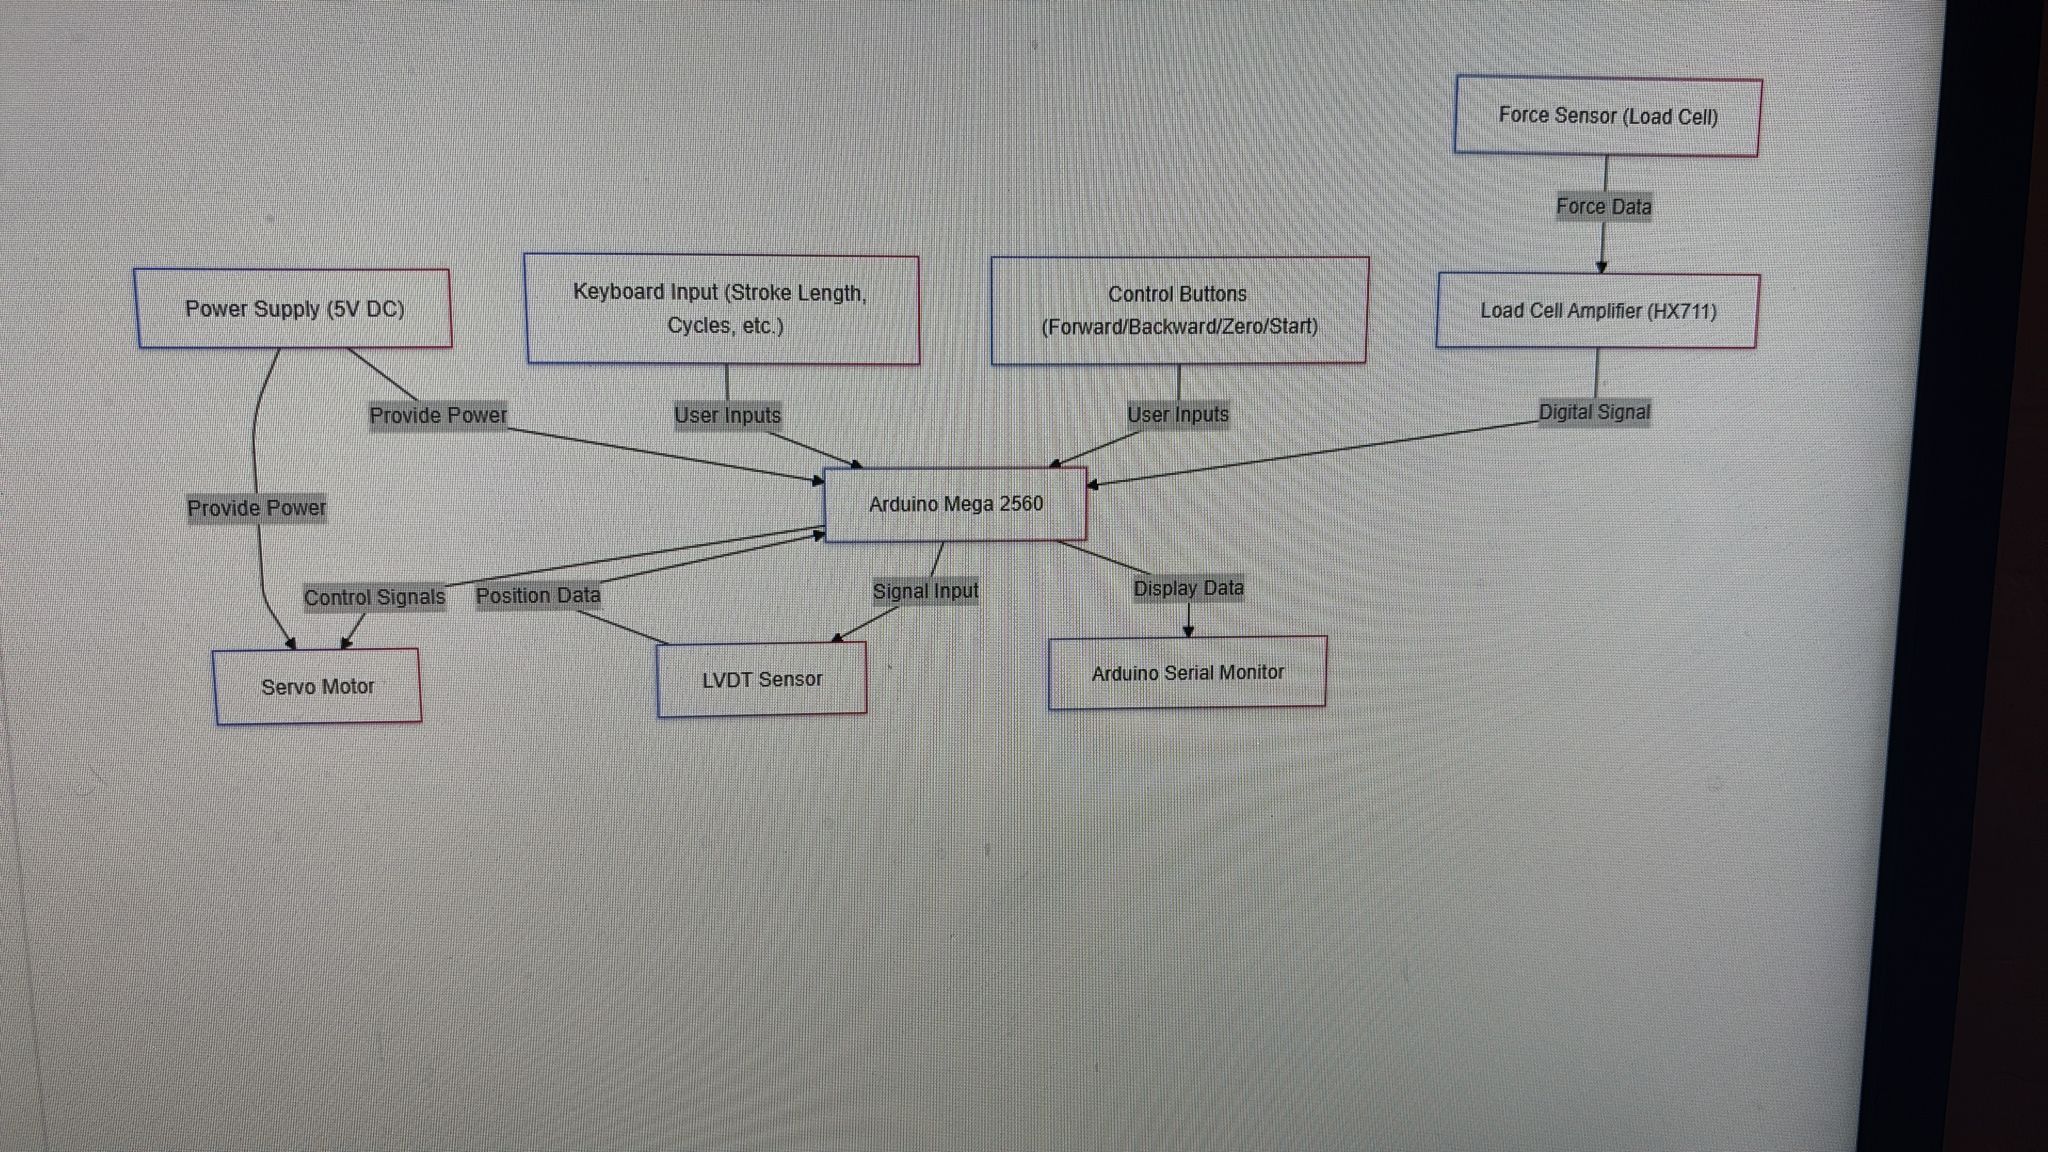 Force Sensor (Load Cell)
Force Data
Power Supply (5V DC)
Keyboard Input (Stroke Length,
Cycles, etc.)
Control Buttons
(Forward/Backward/Zero/Start)
Load Cell Amplifier (HX711)
Provide Power
User Inputs
User Inputs
Digital Signal
Arduino Mega 2560
Provide Power
Control Signals
Position Data
Signal Input
Display Data
Servo Motor
LVDT Sensor
Arduino Serial Monitor